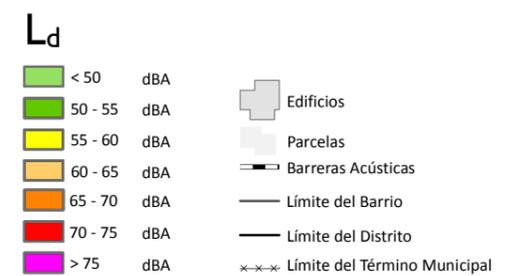 Ld
< 50 dBA
50 - 55 dBA
55 - 60 dBA
60 - 65 dBA
65 - 70 dBA
70 - 75 dBA
> 75 dBA
Edificios
Parcelas
Barreras Acústicas
Límite del Barrio
Límite del Distrito
Límite del Término Municipal